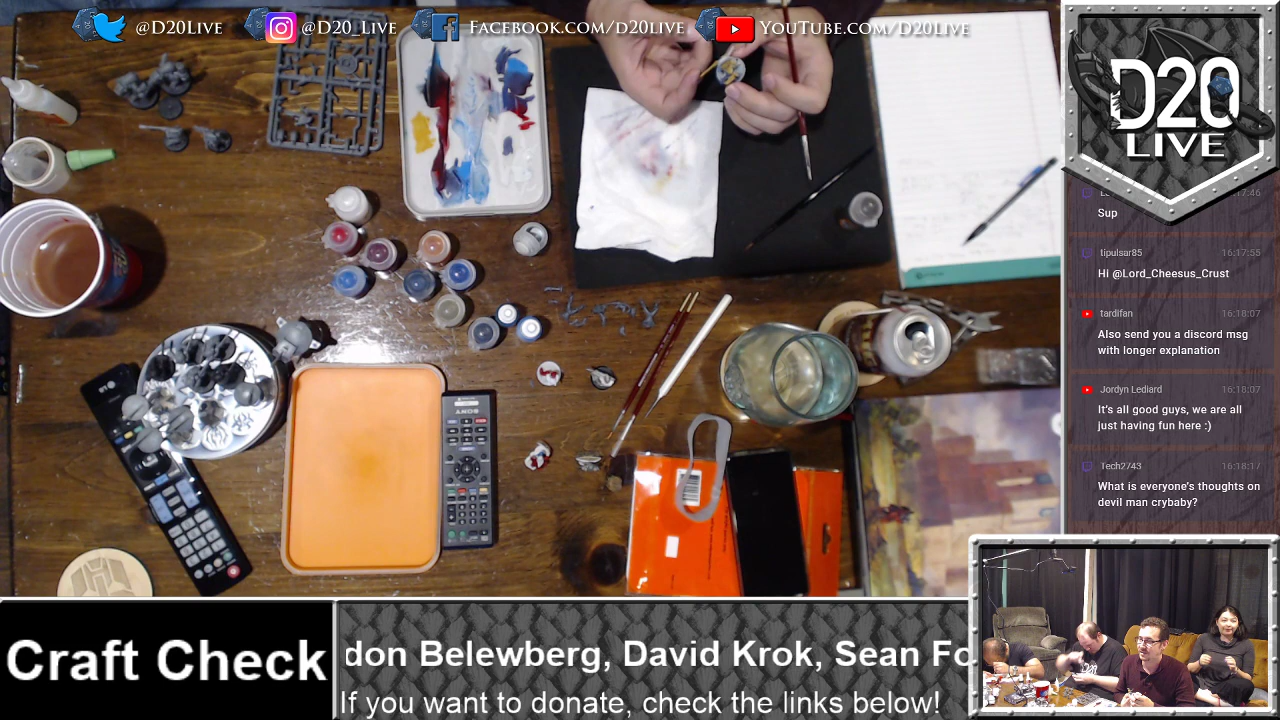 @D20Live
@D20_Live
Facebook.com/D20Live
YouTube.com/D20Live
D20
LIVE
Sup
tipulsar85 16:17:55
Hi @Lord_Cheesus_Crust
tardifan 16:18:07
Also send you a discord msg
with longer explanation
Jordyn Lediard 16:18:07
It's all good guys, we are all
just having fun here :)
Tech2743 16:18:17
What is everyone's thoughts on
devil man crybaby?
SONY
Craft Check
don Belewberg, David Krok, Sean Fo
If you want to donate, check the links below!